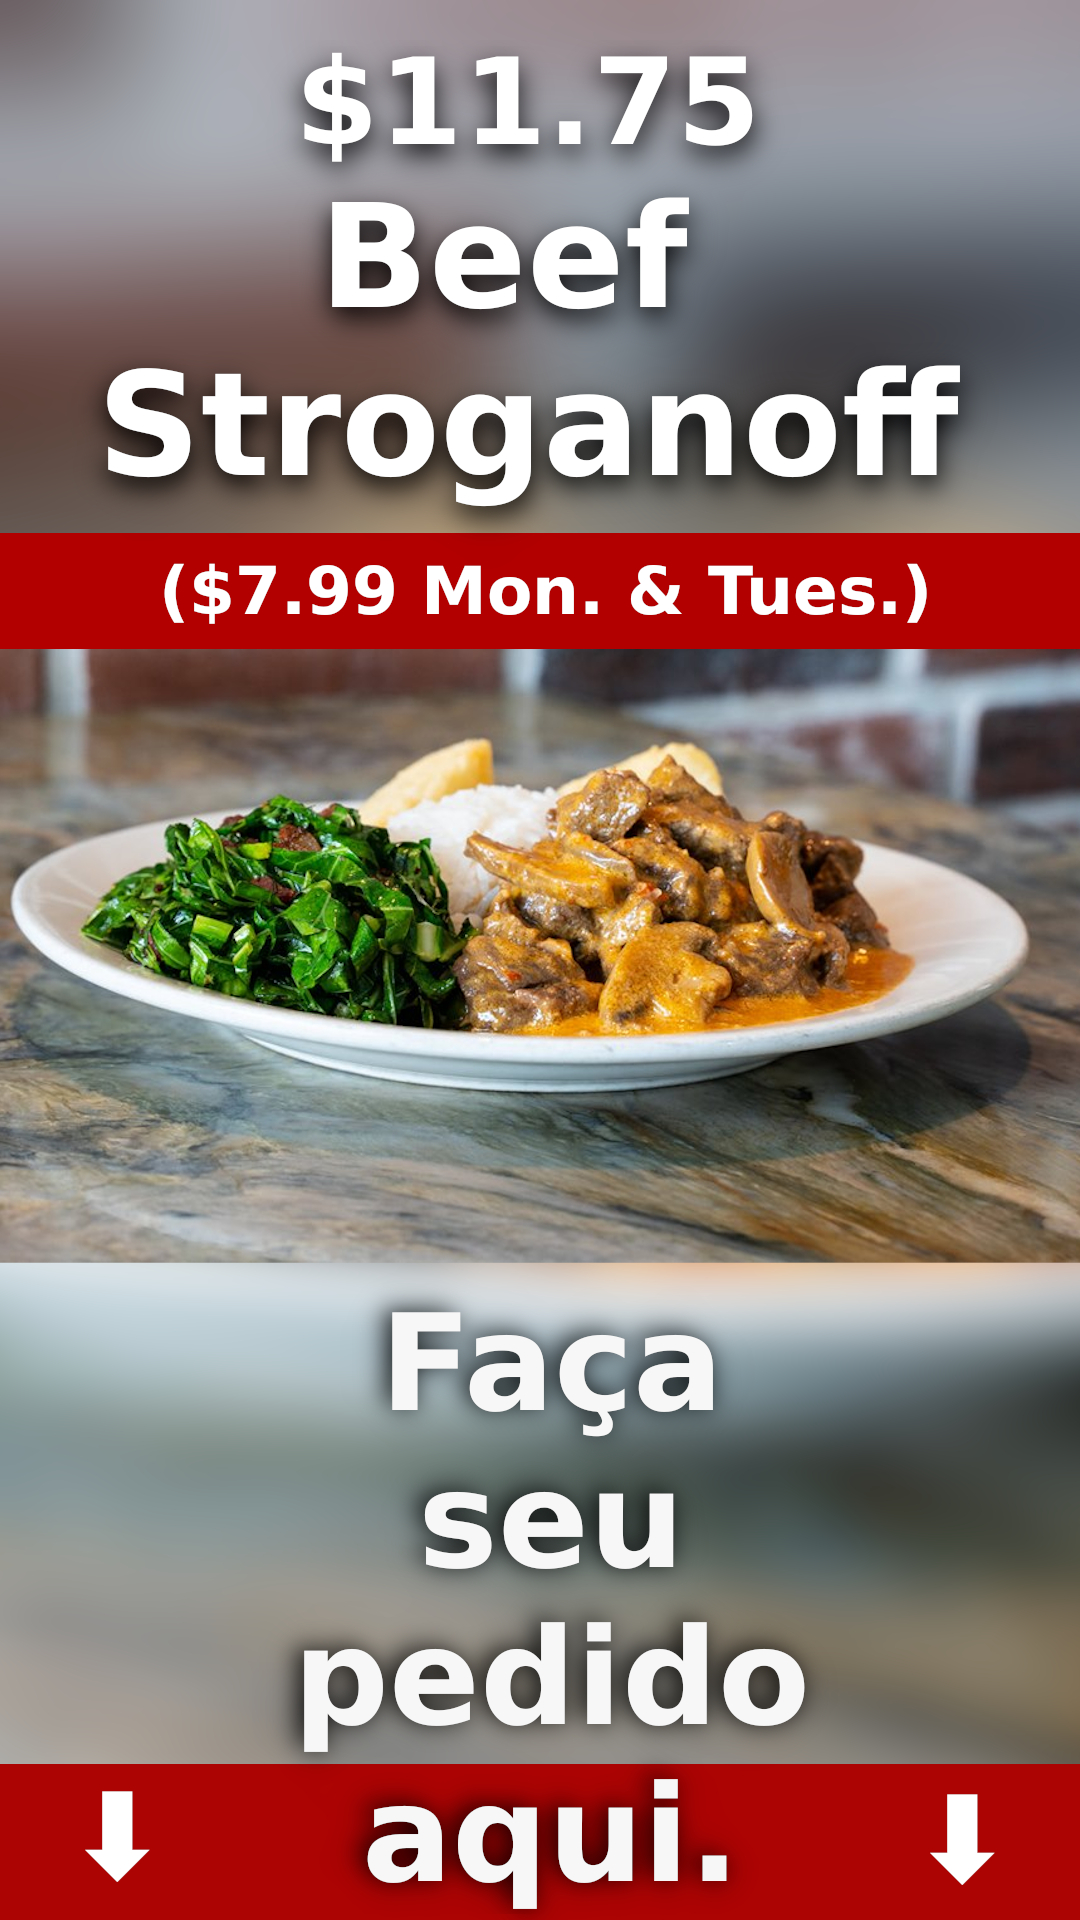 $11.75
Beef
Stroganoff
($7.99 Mon. & Tues.)
Faça
seu
pedido
aqui.